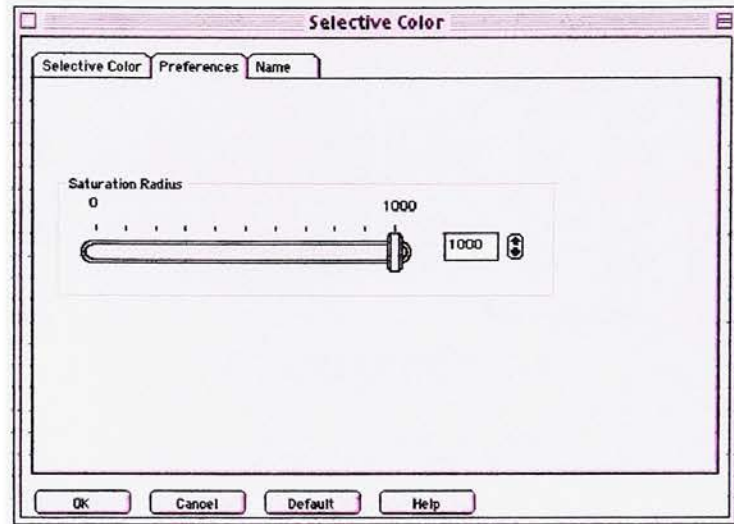 Selective Color
Selective Color Preferences Name
Saturation Radius
0 1000
1000
OK Cancel Default Help